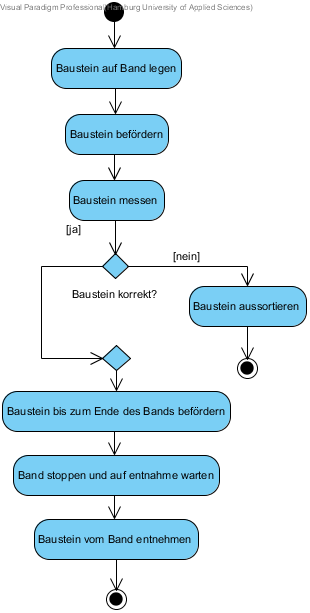 Visual Paradigm Professional(Hamburg University of Applied Sciences)
Baustein auf Band legen
Baustein befördern
Baustein messen
[ja]
[nein]
Baustein korrekt?
Baustein aussortieren
Baustein bis zum Ende des Bands befördern
Band stoppen und auf entnahme warten
Baustein vom Band entnehmen